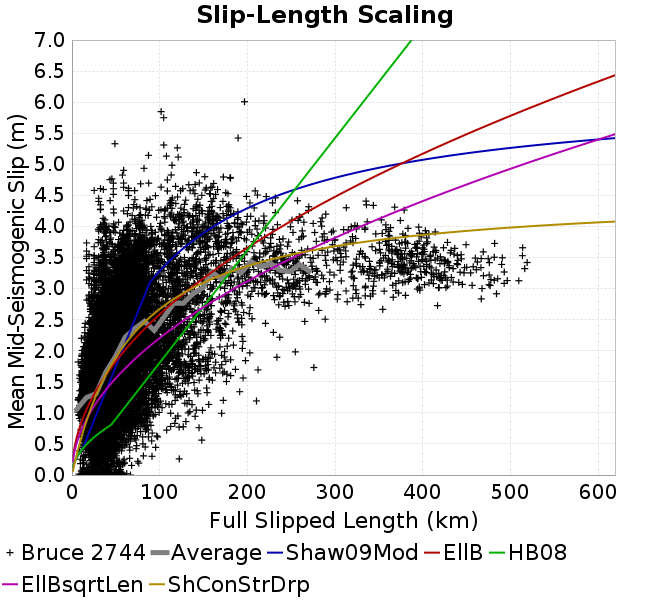 Slip-Length Scaling
Mean Mid-Seismogenic Slip (m)
7.0
6.5
6.0
5.5
5.0
4.5
4.0
3.5
3.0
2.5
2.0
1.5
1.0
0.5
0.0
0 100 200 300 400 500 600
Full Slipped Length (km)
Bruce 2744 Average Shaw09Mod EllB HB08
EllBsqrtLen ShConStrDrp